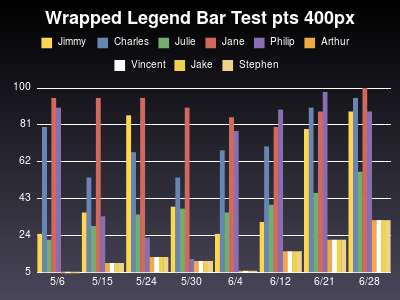 Wrapped Legend Bar Test pts 400px
Jimmy Charles Julie Jane Philip Arthur
Vincent Jake Stephen
100
81
62
43
24
5
5/6 5/15 5/24 5/30 6/4 6/12 6/21 6/28